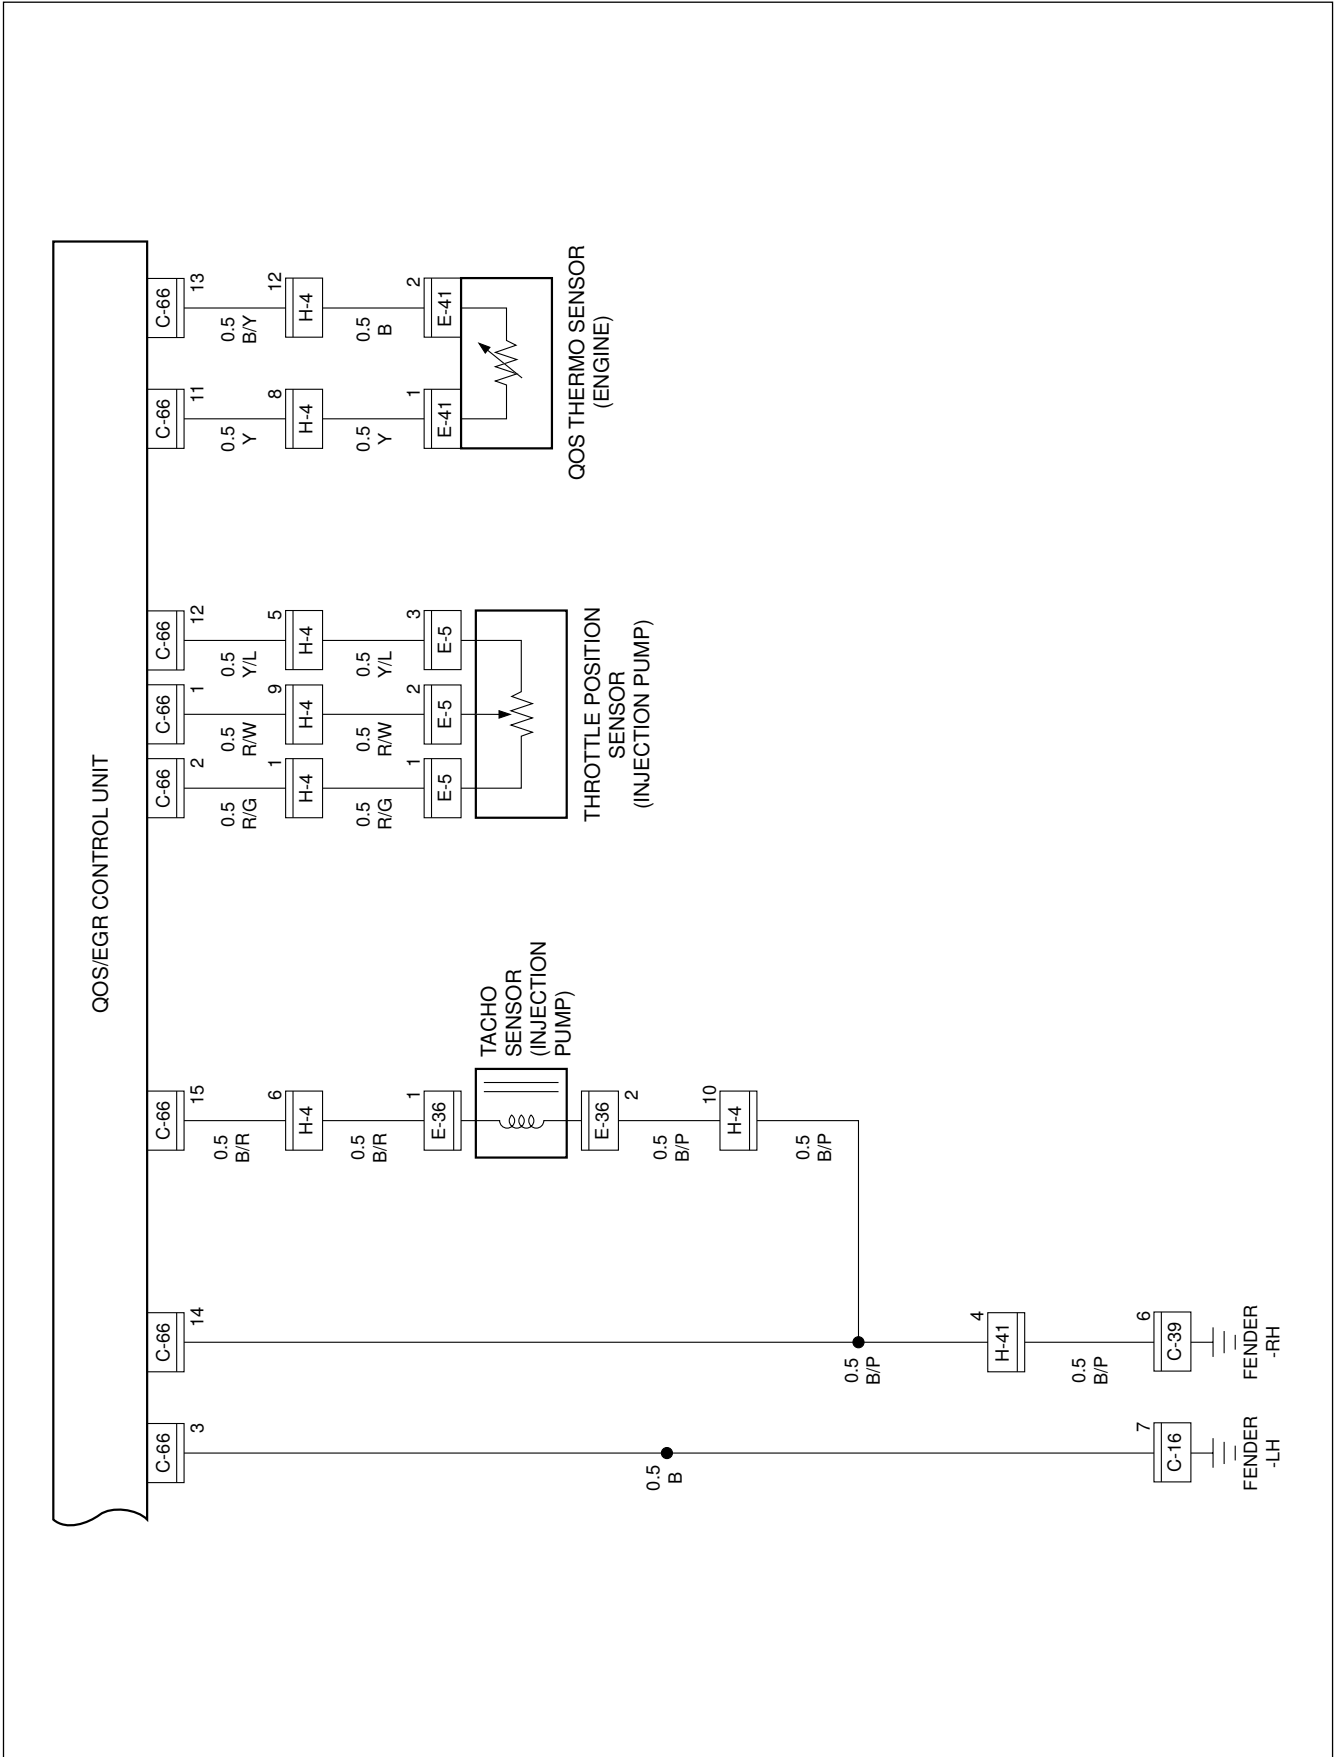 QOS/EGR CONTROL UNIT
C-66
3
0.5
B
C-16
7
FENDER
-LH
C-66
14
0.5
B/P
H-41
4
0.5
B/P
C-39
6
FENDER
-RH
C-66
15
0.5
B/R
H-4
6
0.5
B/R
E-36
1
TACHO
SENSOR
(INJECTION
PUMP)
E-36
2
0.5
B/P
H-4
10
0.5
B/P
C-66
2
0.5
R/G
H-4
1
0.5
R/G
E-5
1
C-66
1
0.5
R/W
H-4
9
0.5
R/W
E-5
2
C-66
12
0.5
Y/L
H-4
5
0.5
Y/L
E-5
3
THROTTLE POSITION
SENSOR
(INJECTION PUMP)
C-66
11
0.5
Y
H-4
8
0.5
Y
E-41
1
C-66
13
0.5
B/Y
H-4
12
0.5
B
E-41
2
QOS THERMO SENSOR
(ENGINE)